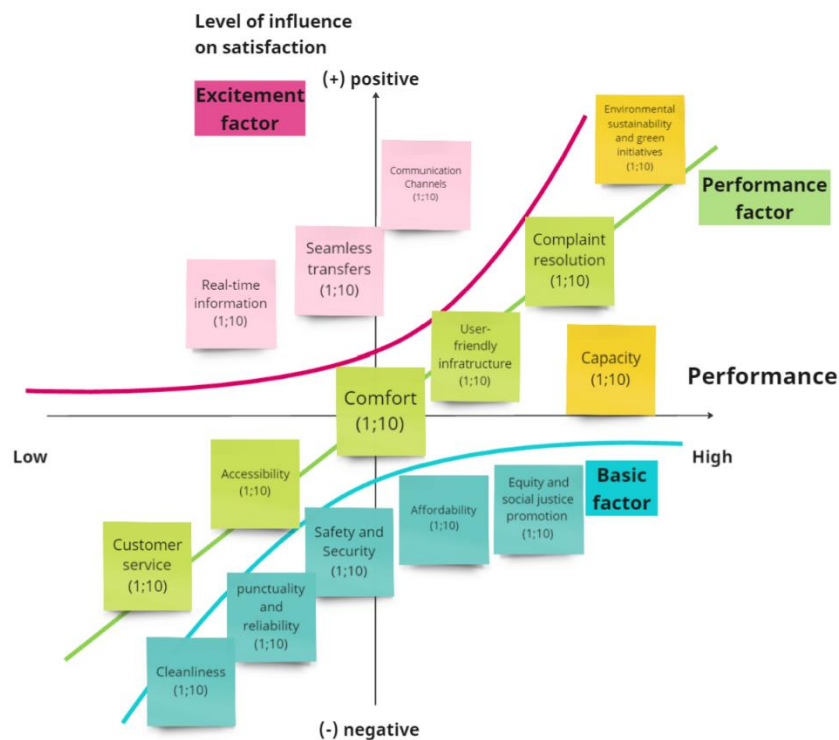 Level of influence
on satisfaction
(+) positive
Excitement
factor
Environmental
sustainability
and green
initiatives
(1;10)
Communication
Channels
(1;10)
Performance
factor
Seamless
transfers
(1;10)
Complaint
resolution
(1;10)
Real-time
information
(1;10)
User-
friendly
infratructure
(1;10)
Capacity
(1;10)
Performance
Comfort
(1;10)
Low
High
Accessibility
(1;10)
Affordability
(1;10)
Equity and
social justice
promotion
(1;10)
Basic
factor
Safety and
Security
(1;10)
Customer
service
(1;10)
punctuality
and
reliability
(1;10)
Cleanliness
(1;10)
(-) negative